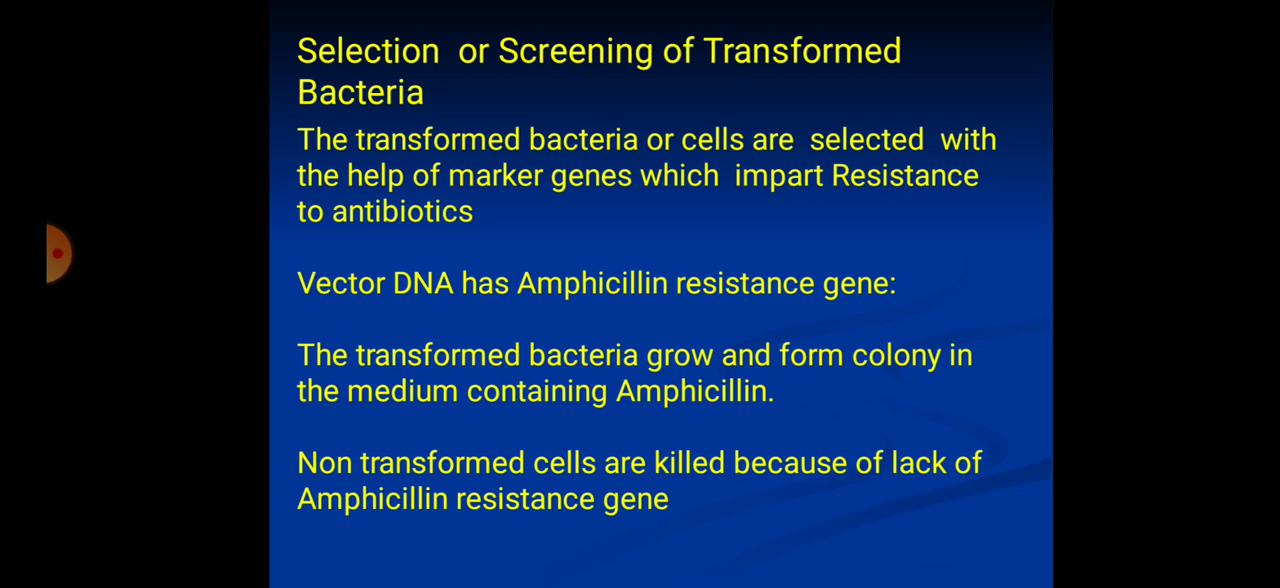 Selection or Screening of Transformed
Bacteria
The transformed bacteria or cells are selected with
the help of marker genes which impart Resistance
to antibiotics
Vector DNA has Amphicillin resistance gene:
The transformed bacteria grow and form colony in
the medium containing Amphicillin.
Non transformed cells are killed because of lack of
Amphicillin resistance gene